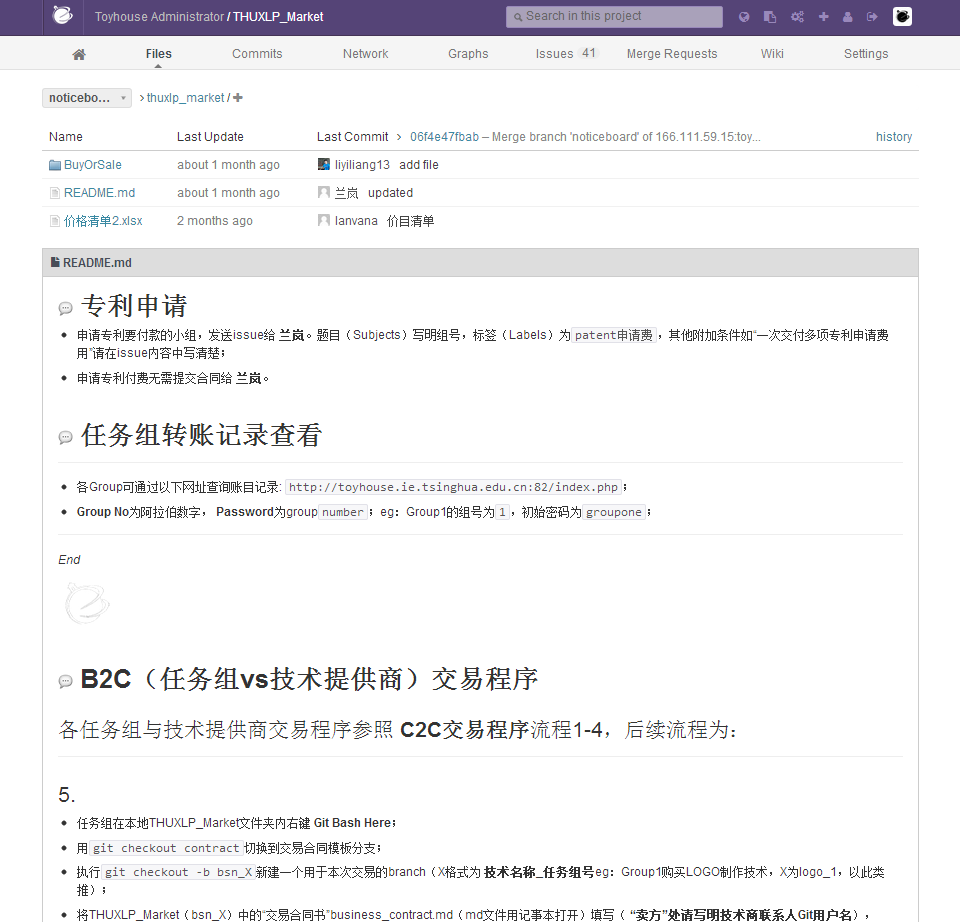 Toyhouse Administrator / THUXLP_Market
Search in this project
Files
Commits
Network
Graphs
Issues 41
Merge Requests
Wiki
Settings
noticebo...
thuxlp_market / +
Name Last Update Last Commit > 06f4e47fbab – Merge branch 'noticeboard' of 166.111.59.15:toy... history
BuyOrSale about 1 month ago liyiliang13 add file
README.md about 1 month ago 兰岚 updated
价格清单2.xlsx 2 months ago lanvana 价目清单
README.md
专利申请
申请专利要付款的小组，发送issue给 兰岚。题目（Subjects）写明组号，标签（Labels）为 patent申请费 ，其他附加条件如“一次交付多项专利申请费
用”请在issue内容中写清楚；
申请专利付费无需提交合同给 兰岚。
任务组转账记录查看
各Group可通过以下网址查询账目记录: http://toyhouse.ie.tsinghua.edu.cn:82/index.php ；
Group No为阿拉伯数字， Password为group number ；eg：Group1的组号为 1 ，初始密码为 groupone ；
End
B2C（任务组vs技术提供商）交易程序
各任务组与技术提供商交易程序参照 C2C交易程序流程1-4，后续流程为：
5.
任务组在本地THUXLP_Market文件夹内右键 Git Bash Here；
用 git checkout contract 切换到交易合同模板分支；
执行 git checkout -b bsn_X 新建一个用于本次交易的branch（X格式为 技术名称_任务组号eg：Group1购买LOGO制作技术，X为logo_1，以此类
推）；
将THUXLP_Market（bsn_X）中的“交易合同书”business_contract.md（md文件用记事本打开）填写（ “卖方”处请写明技术商联系人Git用户名），